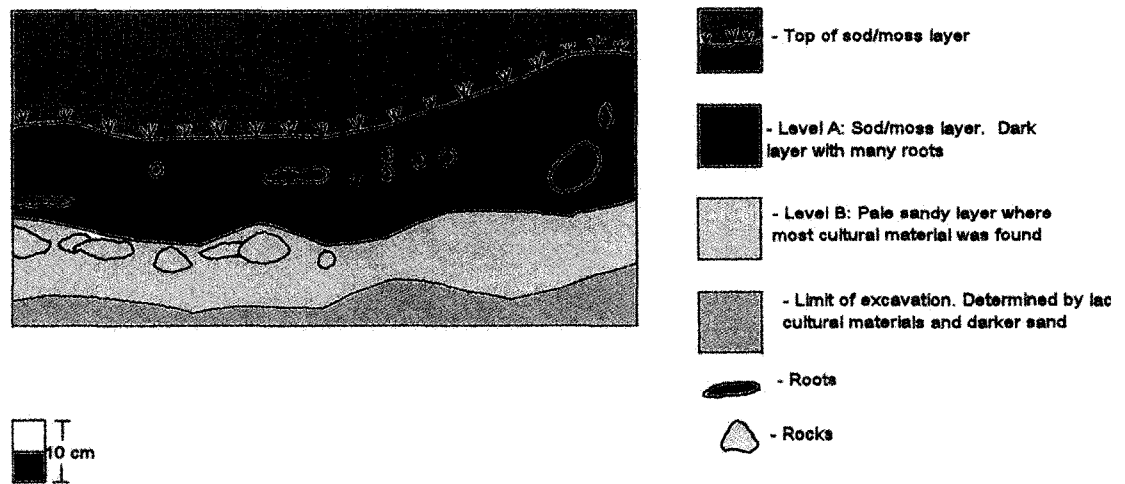 - Top of sod/moss layer
- Level A: Sod/moss layer. Dark
layer with many roots
- Level B: Pale sandy layer where
most cultural material was found
- Limit of excavation. Determined by lac
cultural materials and darker sand
- Roots
- Rocks
10 cm